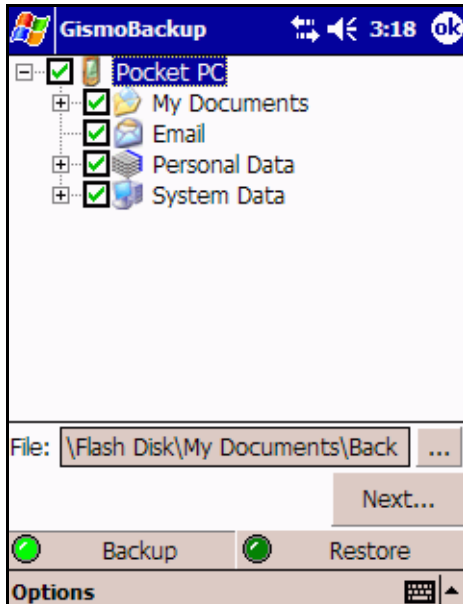 GismoBackup 3:18 ok
Pocket PC
My Documents
Email
Personal Data
System Data
File: \Flash Disk\My Documents\Back ...
Next...
Backup Restore
Options